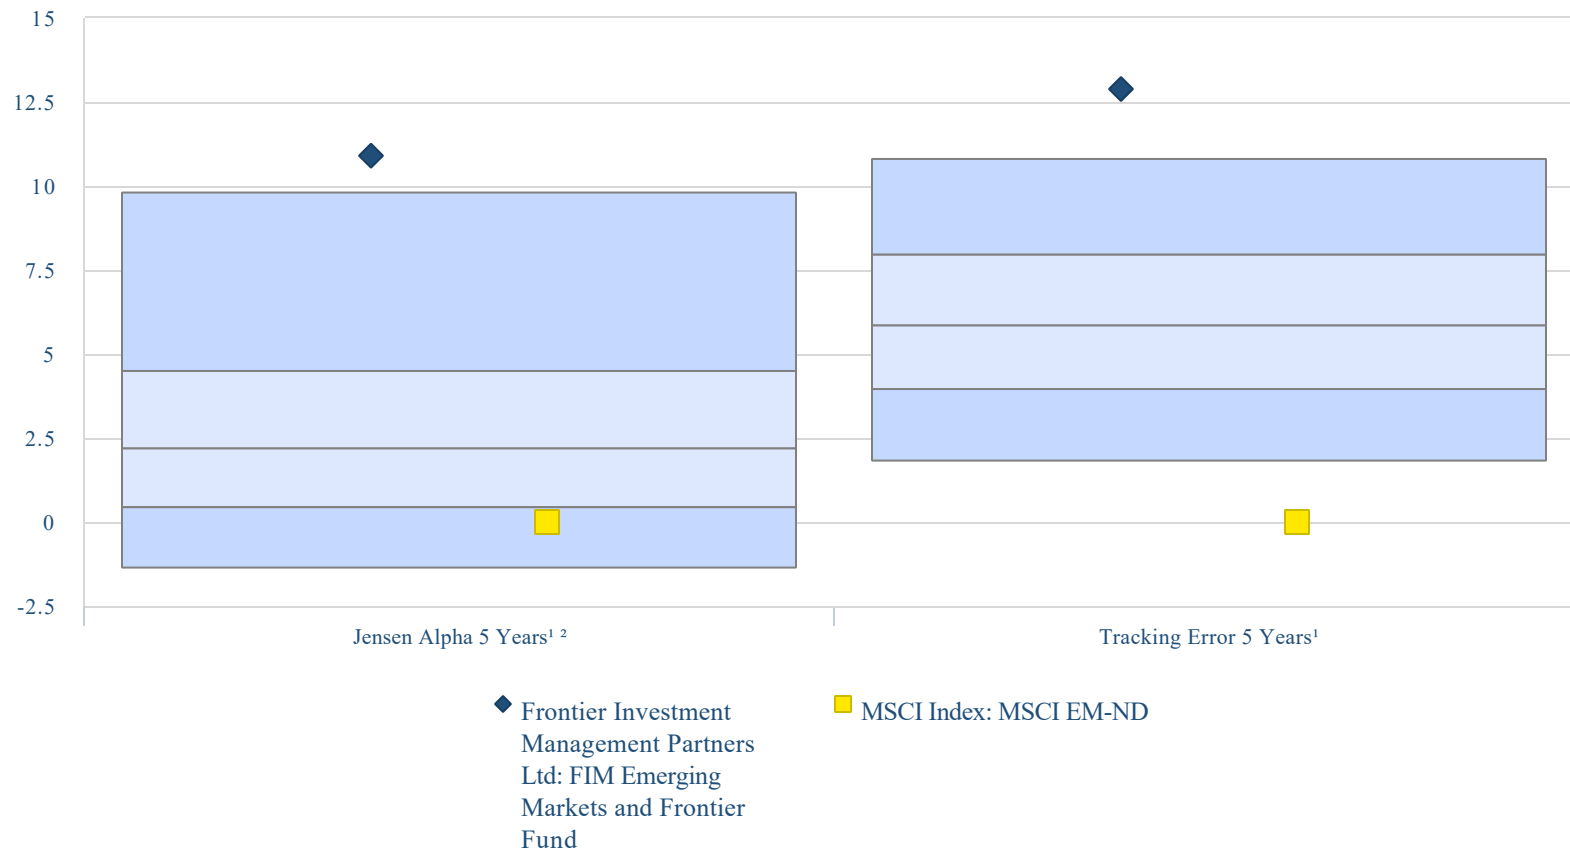 15
12.5
10
7.5
5
2.5
0
-2.5
Jensen Alpha 5 Years¹ ²
Tracking Error 5 Years¹
Frontier Investment
Management Partners
Ltd: FIM Emerging
Markets and Frontier
Fund
MSCI Index: MSCI EM-ND